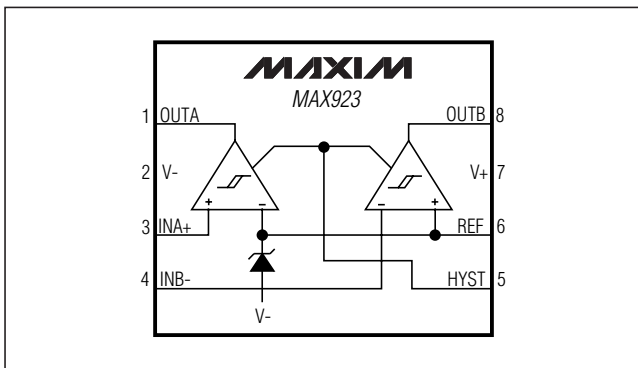 MAXIM
MAX923
1 OUTA
OUTB 8
2 V-
V+ 7
+ −
− +
3 INA+
REF 6
4 INB-
HYST 5
V-